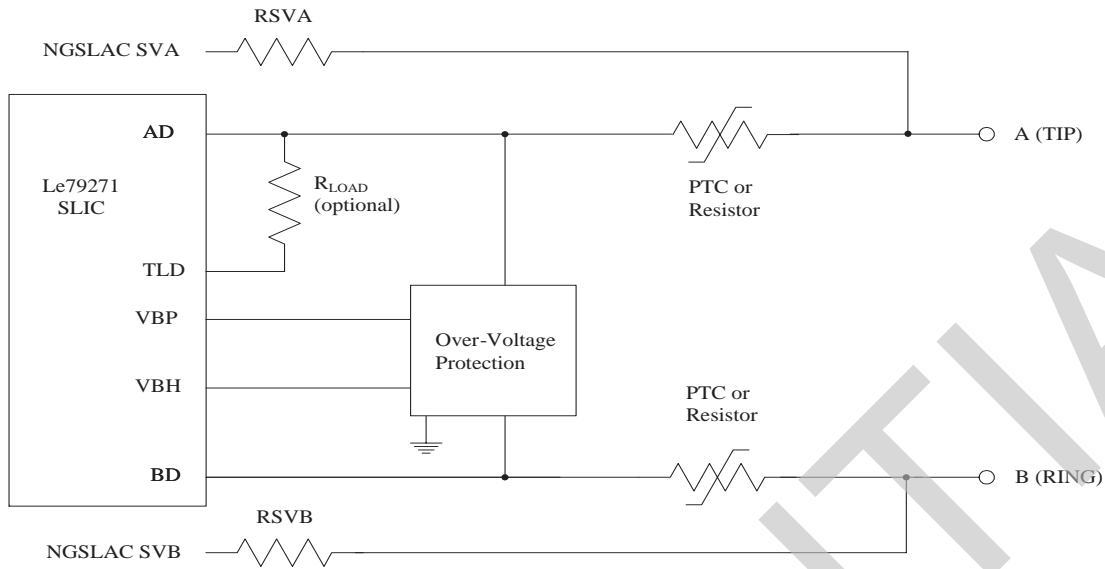 RSVA
NGSLAC SVA
AD
A (TIP)
Le79271
SLIC
R_LOAD
(optional)
PTC or
Resistor
TLD
VBP
Over-Voltage
Protection
VBH
PTC or
Resistor
BD
B (RING)
RSVB
NGSLAC SVB